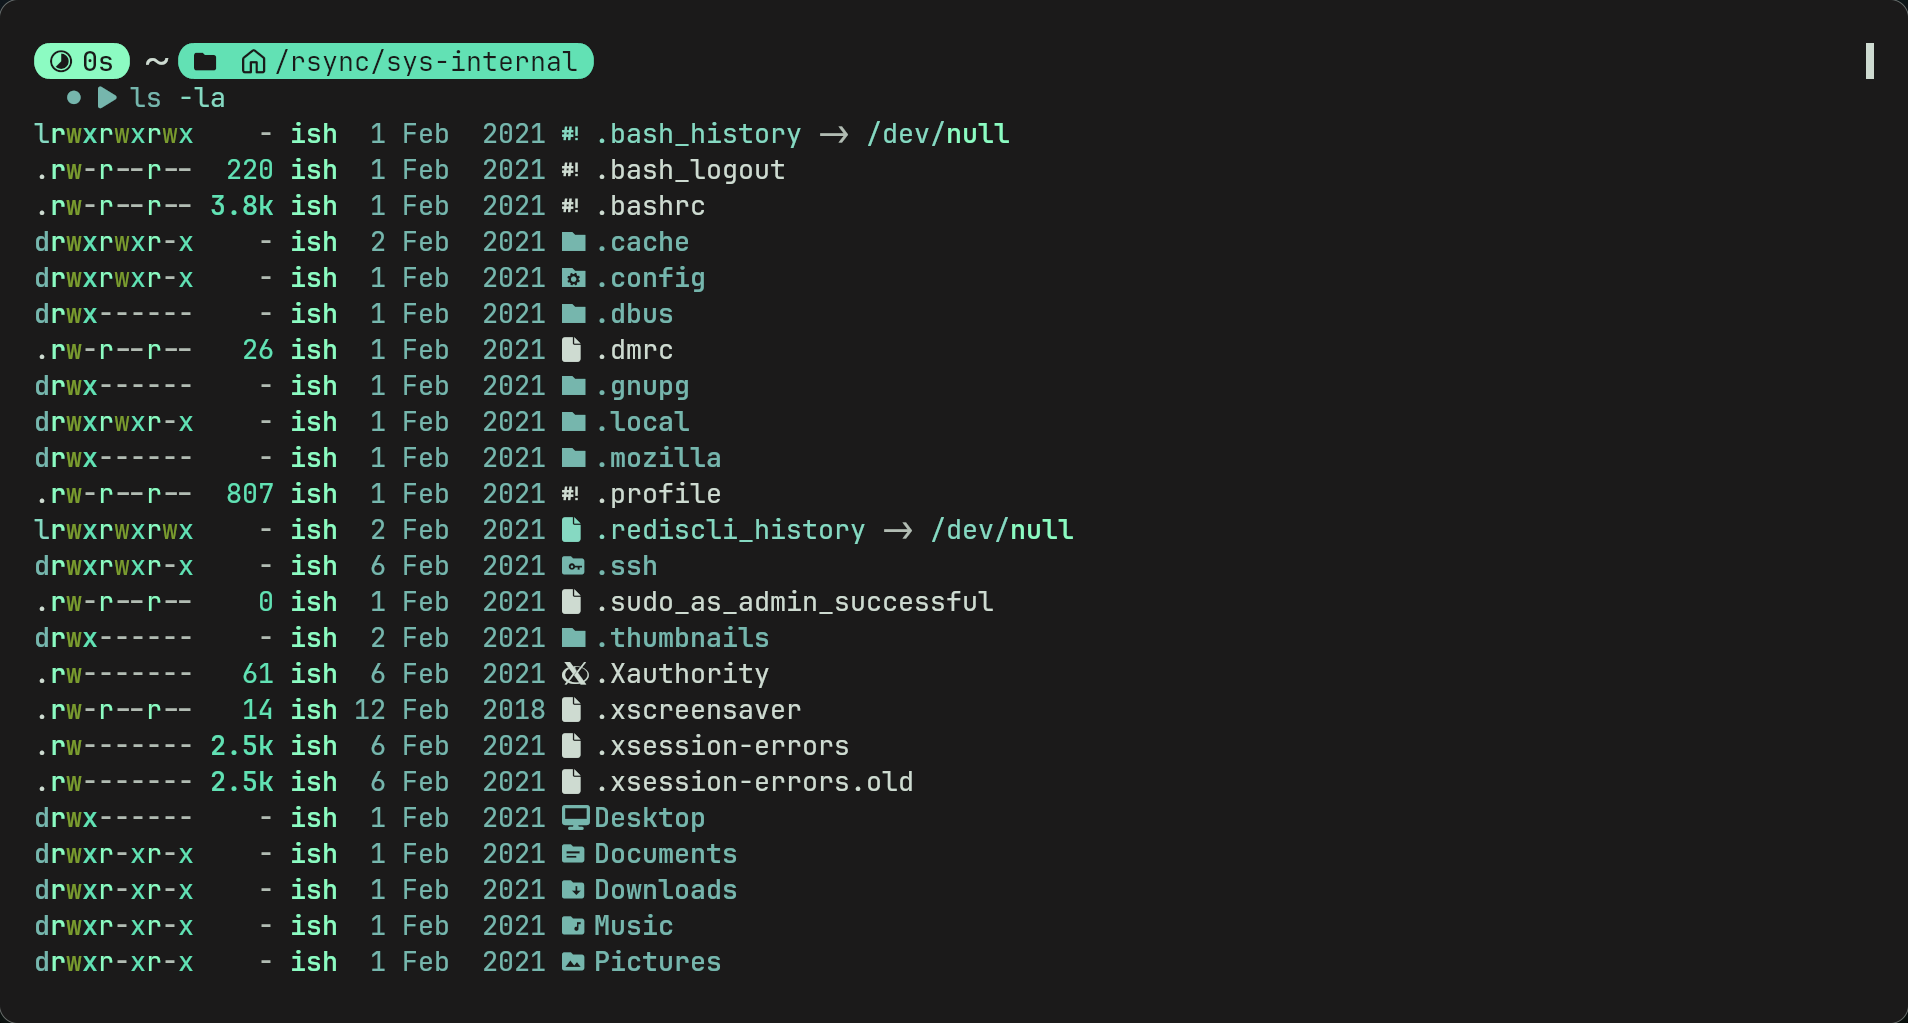 0s ~ /rsync/sys-internal
ls -la
lrwxrwxrwx    - ish  1 Feb  2021 #! .bash_history -> /dev/null
.rw-r--r--  220 ish  1 Feb  2021 #! .bash_logout
.rw-r--r-- 3.8k ish  1 Feb  2021 #! .bashrc
drwxrwxr-x    - ish  2 Feb  2021 .cache
drwxrwxr-x    - ish  1 Feb  2021 .config
drwx------    - ish  1 Feb  2021 .dbus
.rw-r--r--   26 ish  1 Feb  2021 .dmrc
drwx------    - ish  1 Feb  2021 .gnupg
drwxrwxr-x    - ish  1 Feb  2021 .local
drwx------    - ish  1 Feb  2021 .mozilla
.rw-r--r--  807 ish  1 Feb  2021 #! .profile
lrwxrwxrwx    - ish  2 Feb  2021 .rediscli_history -> /dev/null
drwxrwxr-x    - ish  6 Feb  2021 .ssh
.rw-r--r--    0 ish  1 Feb  2021 .sudo_as_admin_successful
drwx------    - ish  2 Feb  2021 .thumbnails
.rw-------   61 ish  6 Feb  2021 .Xauthority
.rw-r--r--   14 ish 12 Feb  2018 .xscreensaver
.rw------- 2.5k ish  6 Feb  2021 .xsession-errors
.rw------- 2.5k ish  6 Feb  2021 .xsession-errors.old
drwx------    - ish  1 Feb  2021 Desktop
drwxr-xr-x    - ish  1 Feb  2021 Documents
drwxr-xr-x    - ish  1 Feb  2021 Downloads
drwxr-xr-x    - ish  1 Feb  2021 Music
drwxr-xr-x    - ish  1 Feb  2021 Pictures